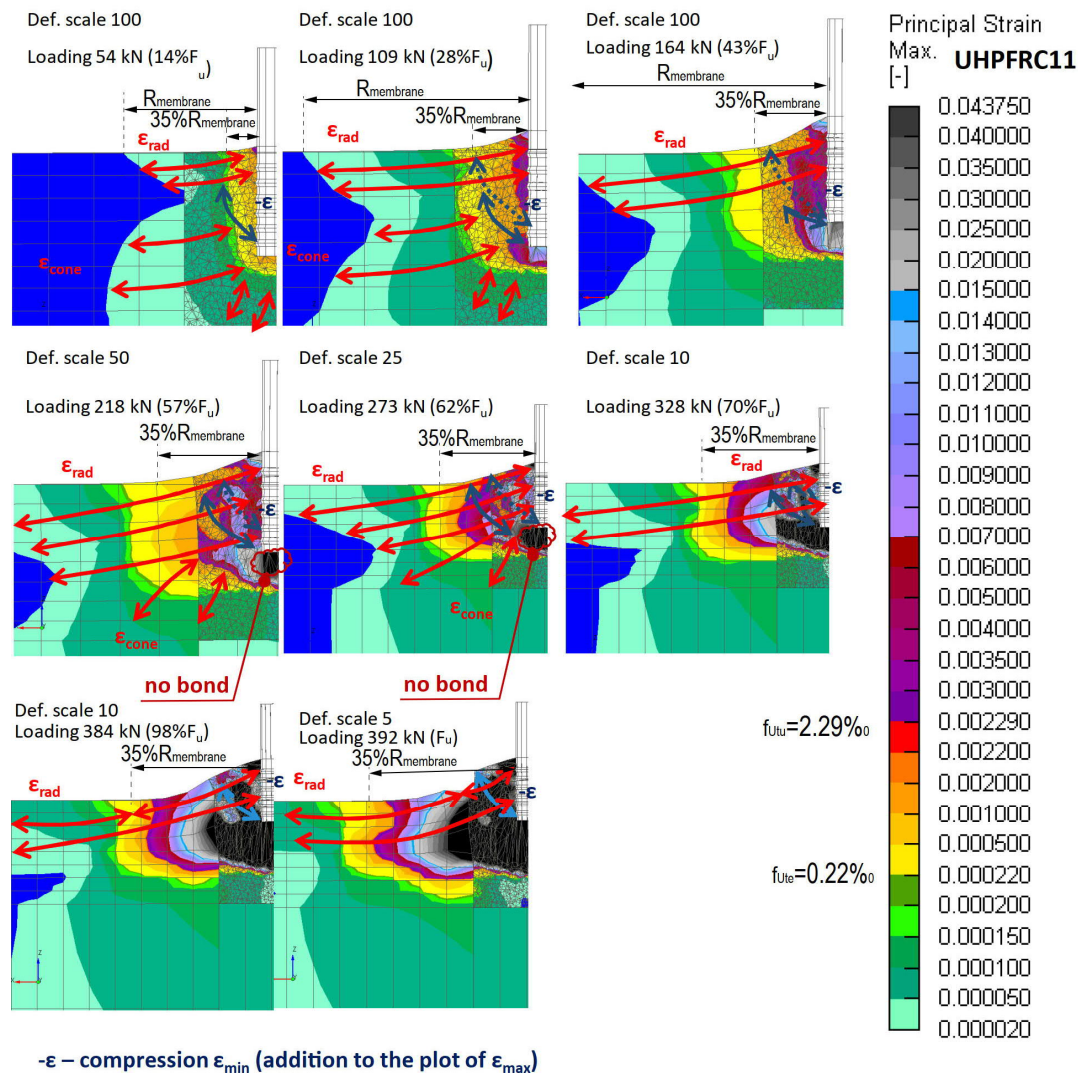 Def. scale 100
Loading 54 kN (14%Fu)
Rmembrane
35%Rmembrane
εrad
-ε
εcone
Def. scale 100
Loading 109 kN (28%Fu)
Rmembrane
35%Rmembrane
εrad
-ε
εcone
Def. scale 100
Loading 164 kN (43%Fu)
Rmembrane
35%Rmembrane
εrad
-ε
Def. scale 50
Loading 218 kN (57%Fu)
35%Rmembrane
εrad
-ε
εcone
no bond
Def. scale 25
Loading 273 kN (62%Fu)
35%Rmembrane
εrad
-ε
εcone
no bond
Def. scale 10
Loading 328 kN (70%Fu)
35%Rmembrane
εrad
-ε
Def. scale 10
Loading 384 kN (98%Fu)
35%Rmembrane
εrad
-ε
Def. scale 5
Loading 392 kN (Fu)
35%Rmembrane
εrad
-ε
fUtu=2.29‰
fUte=0.22‰
Principal Strain
Max. UHPFRC11
[-]
0.043750
0.040000
0.035000
0.030000
0.025000
0.020000
0.015000
0.014000
0.013000
0.012000
0.011000
0.010000
0.009000
0.008000
0.007000
0.006000
0.005000
0.004000
0.003500
0.003000
0.002290
0.002200
0.002000
0.001000
0.000500
0.000220
0.000200
0.000150
0.000100
0.000050
0.000020
-ε – compression εmin (addition to the plot of εmax)